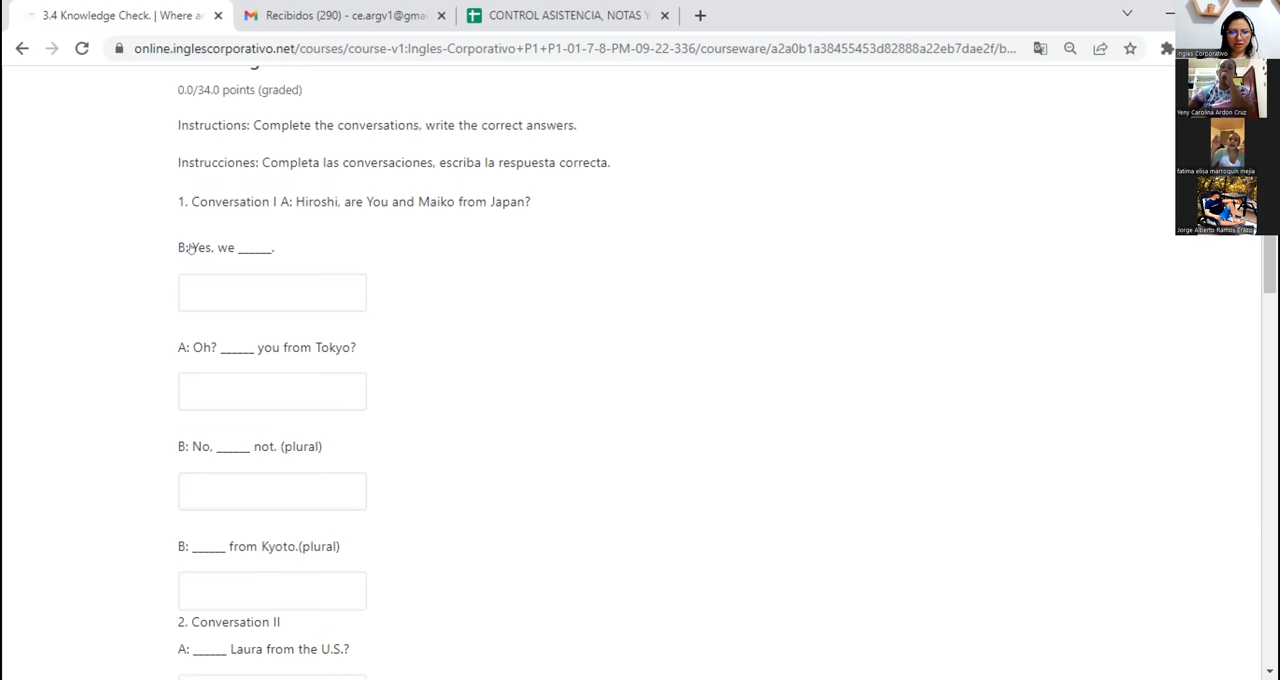 3.4 Knowledge Check. | Where ar
Recibidos (290) - ce.argv1@gmai
CONTROL ASISTENCIA, NOTAS Y
online.inglescorporativo.net/courses/course-v1:Ingles-Corporativo+P1+P1-01-7-8-PM-09-22-336/courseware/a2a0b1a38455453d82888a22eb7dae2f/b...
Ingles Corporativo
Yeny Carolina Ardon Cruz
fatima elisa marroquin mejia
Jorge Alberto Ramos Erazo
0.0/34.0 points (graded)
Instructions: Complete the conversations, write the correct answers.
Instrucciones: Completa las conversaciones, escriba la respuesta correcta.
1. Conversation I A: Hiroshi, are You and Maiko from Japan?
B: Yes, we ______.
A: Oh? ______ you from Tokyo?
B: No, ______ not. (plural)
B: ______ from Kyoto.(plural)
2. Conversation II
A: ______ Laura from the U.S.?